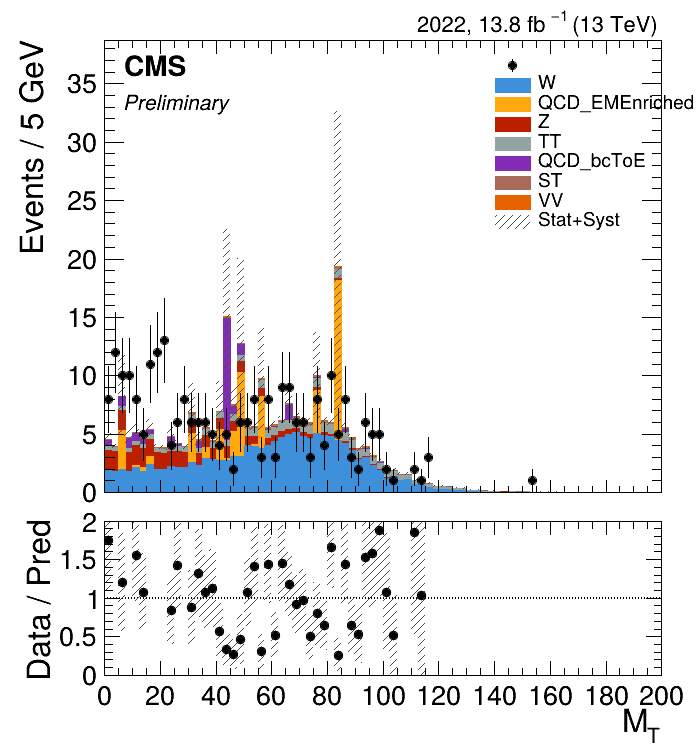 2022, 13.8 fb⁻¹ (13 TeV)
CMS
Preliminary
W
QCD_EMEnriched
Z
TT
QCD_bcToE
ST
VV
Stat+Syst
Events / 5 GeV
35
30
25
20
15
10
5
0
Data / Pred
2
1.5
1
0.5
0
0 20 40 60 80 100 120 140 160 180 200
M_T